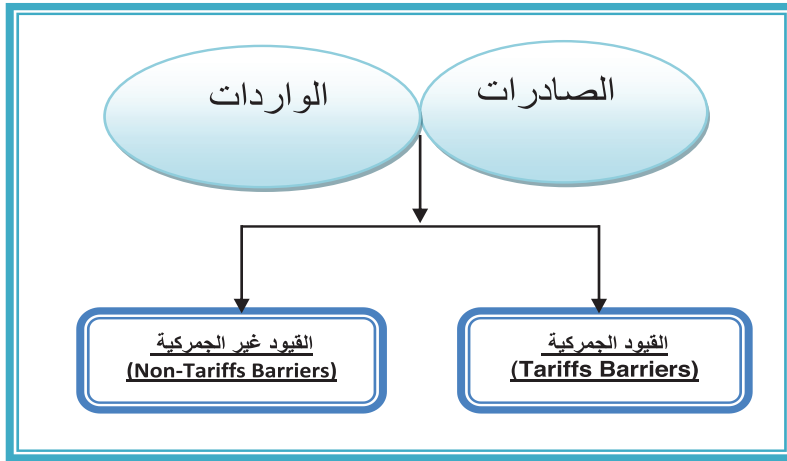 الصادرات
الواردات
القيود الجمركية
(Tariffs Barriers)
القيود غير الجمركية
(Non-Tariffs Barriers)